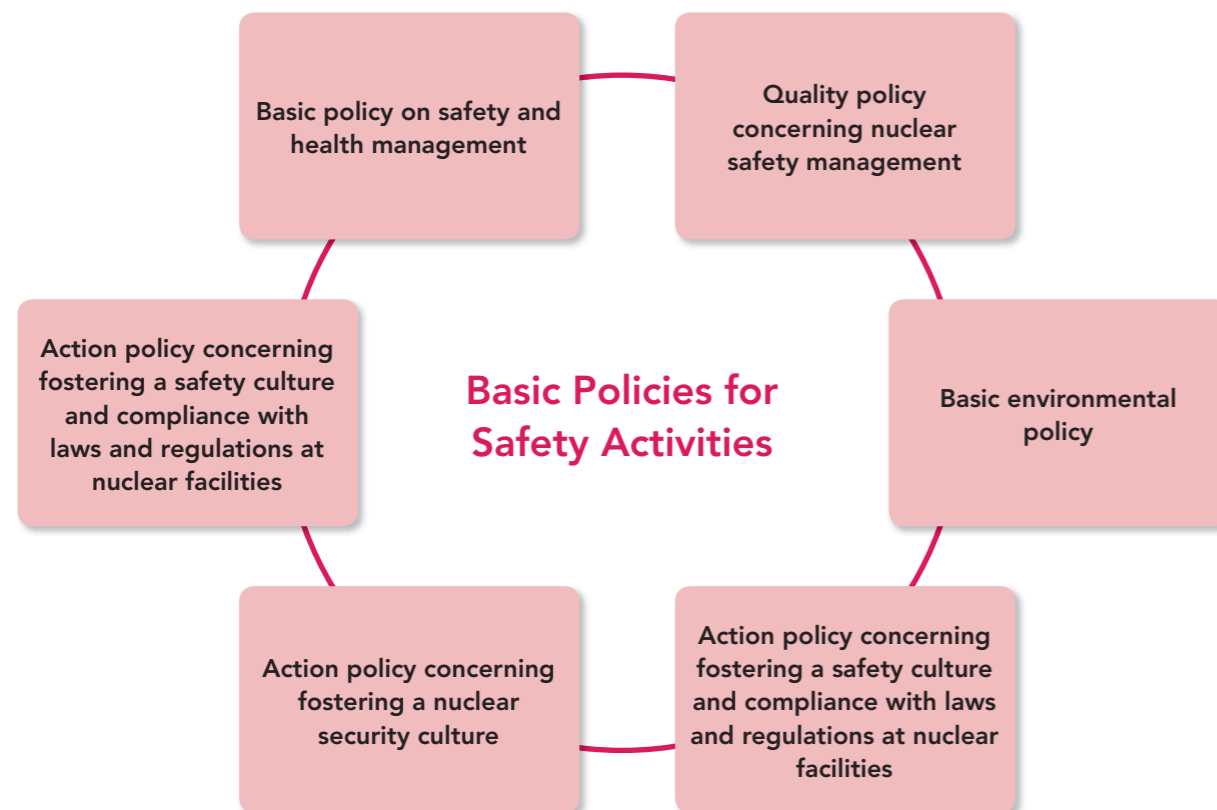 Basic policy on safety and
health management
Quality policy
concerning nuclear
safety management
Action policy concerning
fostering a safety culture
and compliance with
laws and regulations at
nuclear facilities
Basic Policies for
Safety Activities
Basic environmental
policy
Action policy concerning
fostering a nuclear
security culture
Action policy concerning
fostering a safety culture
and compliance with laws
and regulations at nuclear
facilities